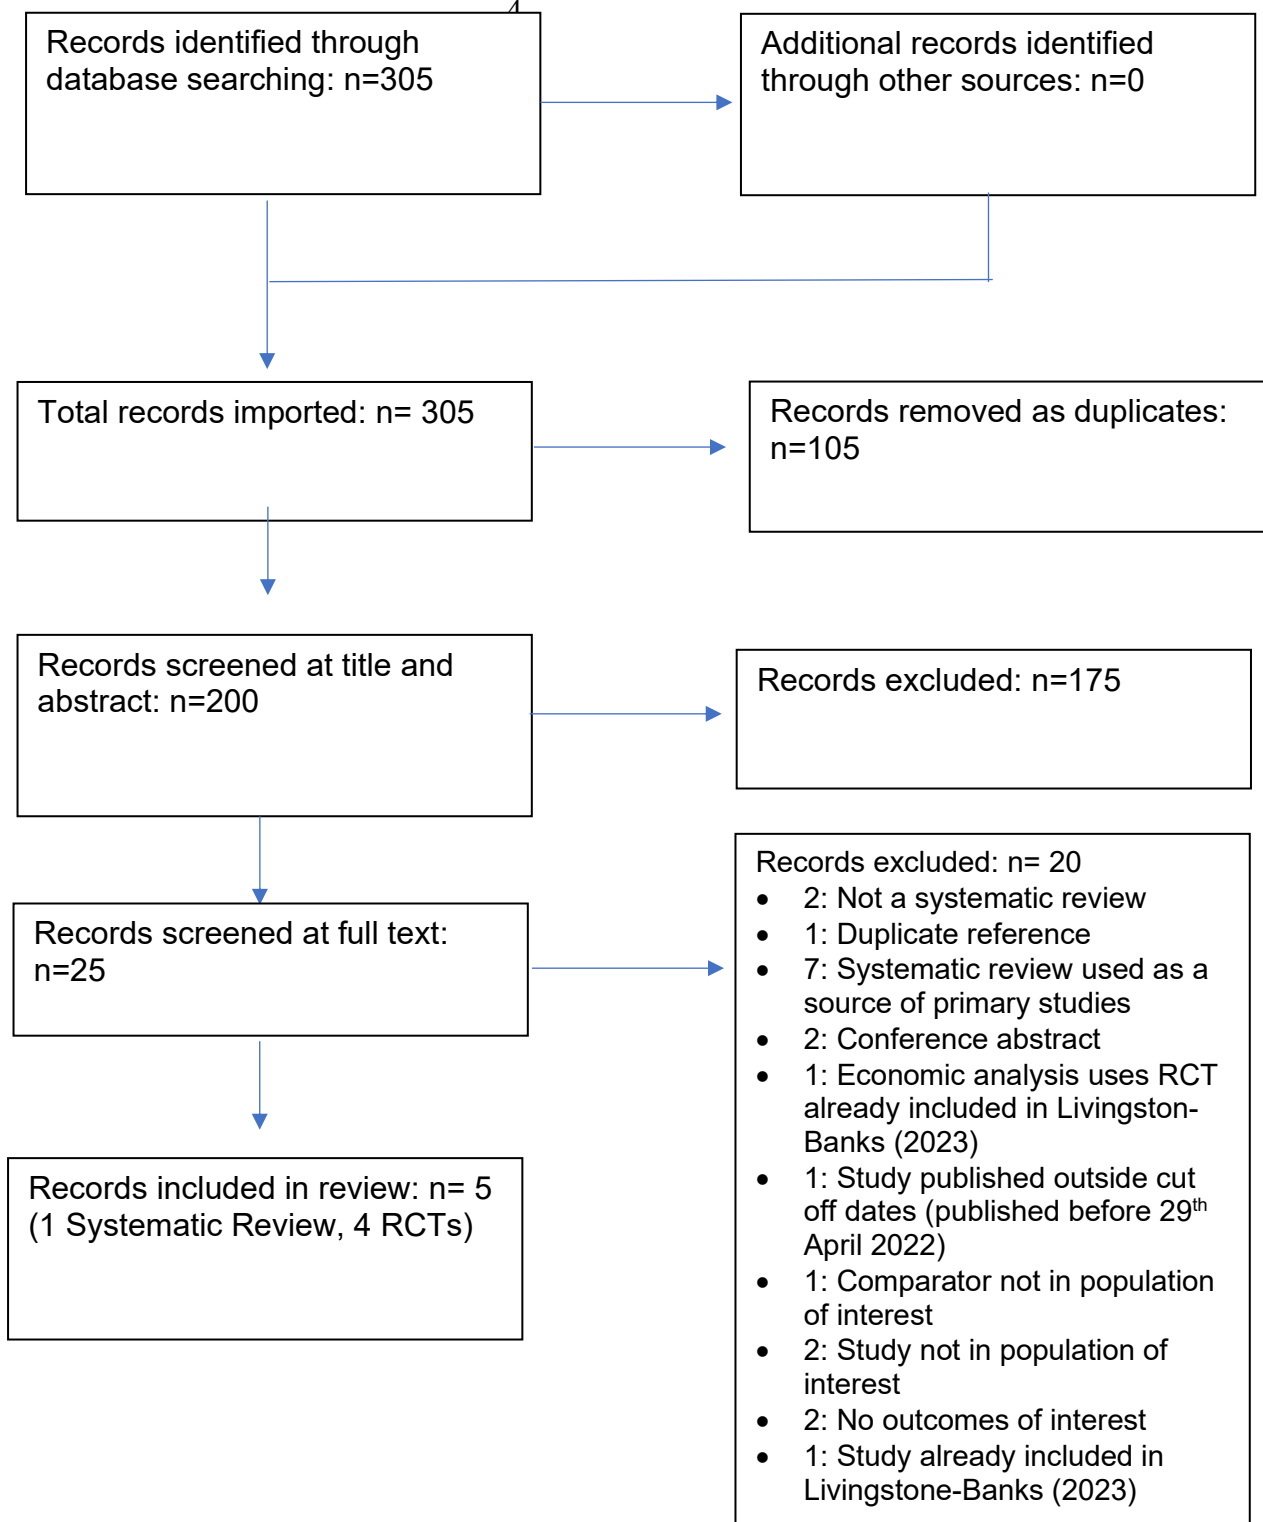 4
Records identified through
database searching: n=305
Additional records identified
through other sources: n=0
Total records imported: n= 305
Records removed as duplicates:
n=105
Records screened at title and
abstract: n=200
Records excluded: n=175
Records screened at full text:
n=25
Records excluded: n= 20
• 2: Not a systematic review
• 1: Duplicate reference
• 7: Systematic review used as a
source of primary studies
• 2: Conference abstract
• 1: Economic analysis uses RCT
already included in Livingston-
Banks (2023)
• 1: Study published outside cut
off dates (published before 29th
April 2022)
• 1: Comparator not in population
of interest
• 2: Study not in population of
interest
• 2: No outcomes of interest
• 1: Study already included in
Livingstone-Banks (2023)
Records included in review: n= 5
(1 Systematic Review, 4 RCTs)